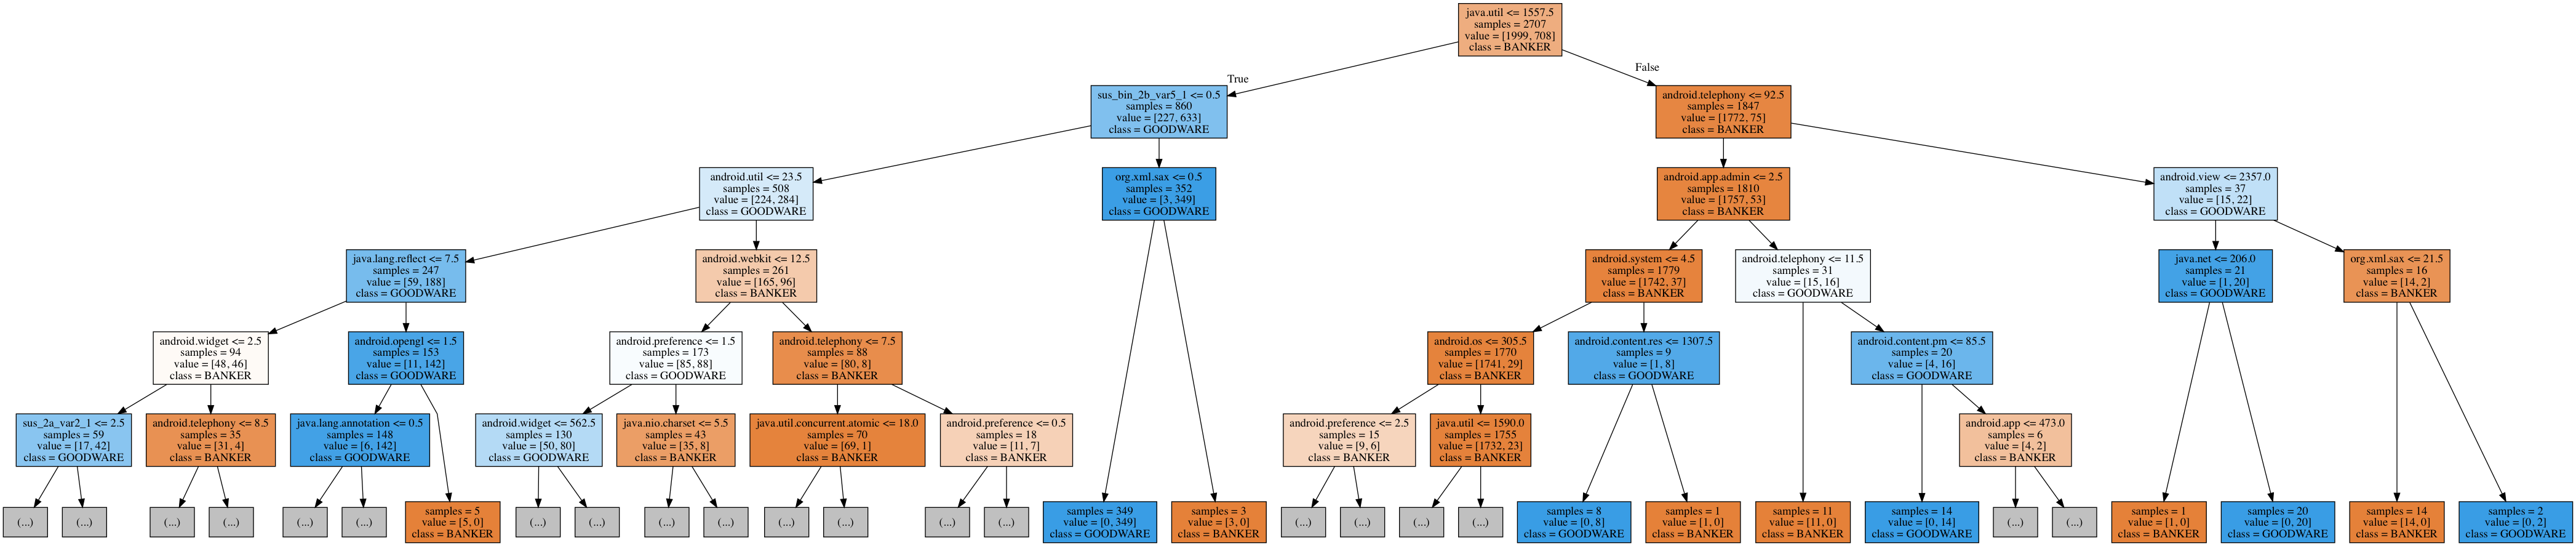 java.util <= 1557.5
samples = 2707
value = [1999, 708]
class = BANKER
True
False
sus_bin_2b_var5_1 <= 0.5
samples = 860
value = [227, 633]
class = GOODWARE
android.telephony <= 92.5
samples = 1847
value = [1772, 75]
class = BANKER
android.util <= 23.5
samples = 508
value = [224, 284]
class = GOODWARE
org.xml.sax <= 0.5
samples = 352
value = [3, 349]
class = GOODWARE
android.app.admin <= 2.5
samples = 1810
value = [1757, 53]
class = BANKER
android.view <= 2357.0
samples = 37
value = [15, 22]
class = GOODWARE
java.lang.reflect <= 7.5
samples = 247
value = [59, 188]
class = GOODWARE
android.webkit <= 12.5
samples = 261
value = [165, 96]
class = BANKER
android.system <= 4.5
samples = 1779
value = [1742, 37]
class = BANKER
android.telephony <= 11.5
samples = 31
value = [15, 16]
class = GOODWARE
java.net <= 206.0
samples = 21
value = [1, 20]
class = GOODWARE
org.xml.sax <= 21.5
samples = 16
value = [14, 2]
class = BANKER
android.widget <= 2.5
samples = 94
value = [48, 46]
class = BANKER
android.opengl <= 1.5
samples = 153
value = [11, 142]
class = GOODWARE
android.preference <= 1.5
samples = 173
value = [85, 88]
class = GOODWARE
android.telephony <= 7.5
samples = 88
value = [80, 8]
class = BANKER
android.os <= 305.5
samples = 1770
value = [1741, 29]
class = BANKER
android.content.res <= 1307.5
samples = 9
value = [1, 8]
class = GOODWARE
android.content.pm <= 85.5
samples = 20
value = [4, 16]
class = GOODWARE
sus_2a_var2_1 <= 2.5
samples = 59
value = [17, 42]
class = GOODWARE
android.telephony <= 8.5
samples = 35
value = [31, 4]
class = BANKER
java.lang.annotation <= 0.5
samples = 148
value = [6, 142]
class = GOODWARE
android.widget <= 562.5
samples = 130
value = [50, 80]
class = GOODWARE
java.nio.charset <= 5.5
samples = 43
value = [35, 8]
class = BANKER
java.util.concurrent.atomic <= 18.0
samples = 70
value = [69, 1]
class = BANKER
android.preference <= 0.5
samples = 18
value = [11, 7]
class = BANKER
android.preference <= 2.5
samples = 15
value = [9, 6]
class = BANKER
java.util <= 1590.0
samples = 1755
value = [1732, 23]
class = BANKER
android.app <= 473.0
samples = 6
value = [4, 2]
class = BANKER
(...)
(...)
(...)
(...)
(...)
(...)
samples = 5
value = [5, 0]
class = BANKER
(...)
(...)
(...)
(...)
(...)
(...)
(...)
(...)
samples = 349
value = [0, 349]
class = GOODWARE
samples = 3
value = [3, 0]
class = BANKER
(...)
(...)
(...)
(...)
samples = 8
value = [0, 8]
class = GOODWARE
samples = 1
value = [1, 0]
class = BANKER
samples = 11
value = [11, 0]
class = BANKER
samples = 14
value = [0, 14]
class = GOODWARE
(...)
(...)
samples = 1
value = [1, 0]
class = BANKER
samples = 20
value = [0, 20]
class = GOODWARE
samples = 14
value = [14, 0]
class = BANKER
samples = 2
value = [0, 2]
class = GOODWARE